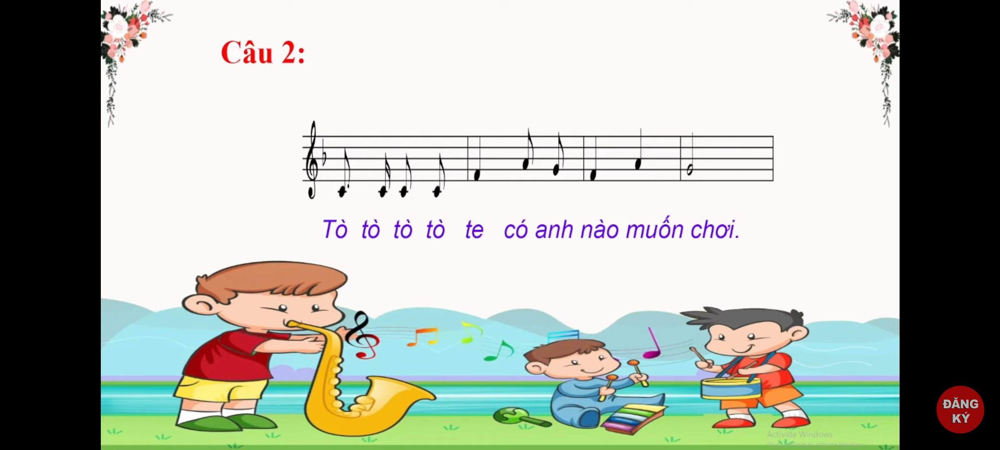 Câu 2:
Tò tò tò tò te có anh nào muốn chơi.
ĐĂNG
KÝ
Activate Windows